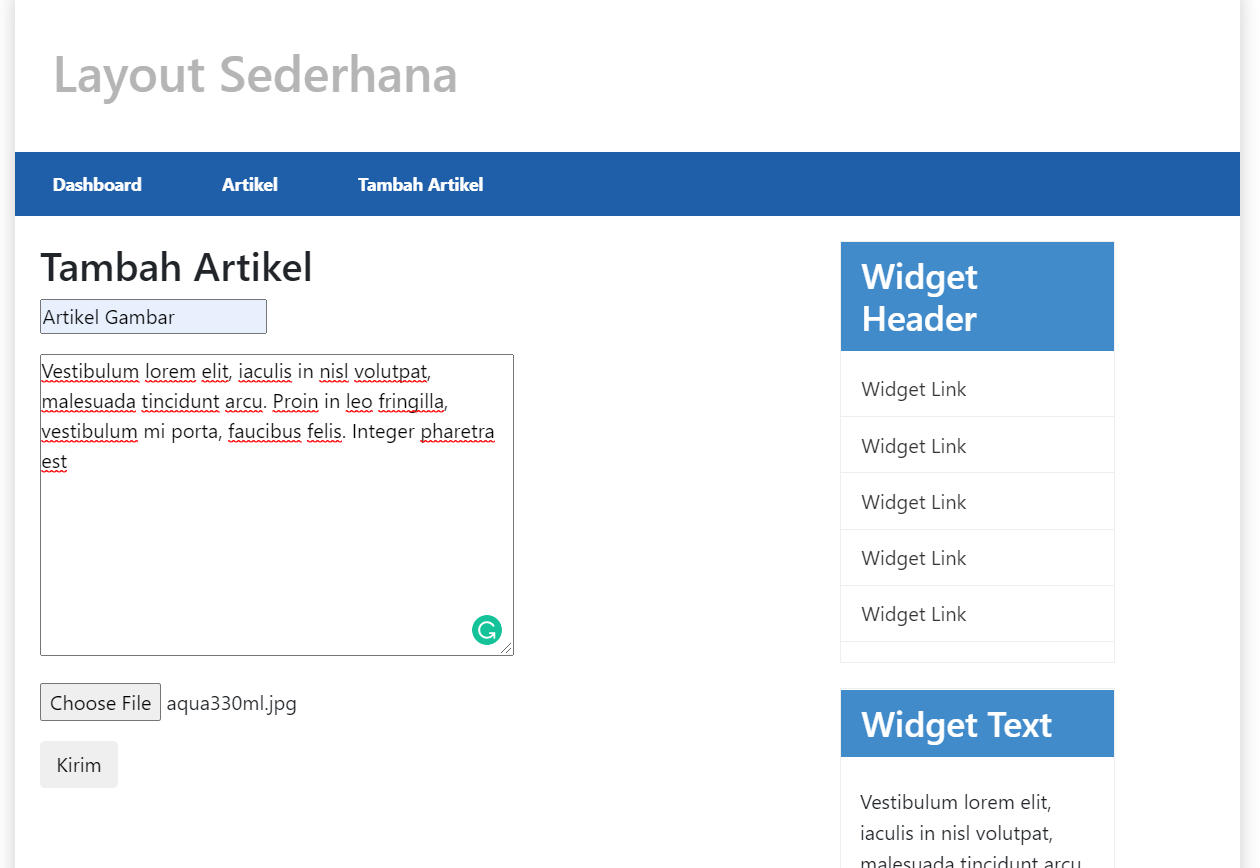 Layout Sederhana
Dashboard Artikel Tambah Artikel
Tambah Artikel
Artikel Gambar
Vestibulum lorem elit, iaculis in nisl volutpat,
malesuada tincidunt arcu. Proin in leo fringilla,
vestibulum mi porta, faucibus felis. Integer pharetra
est
Choose File aqua330ml.jpg
Kirim
Widget
Header
Widget Link
Widget Link
Widget Link
Widget Link
Widget Link
Widget Text
Vestibulum lorem elit,
iaculis in nisl volutpat,
malesuada tincidunt arcu